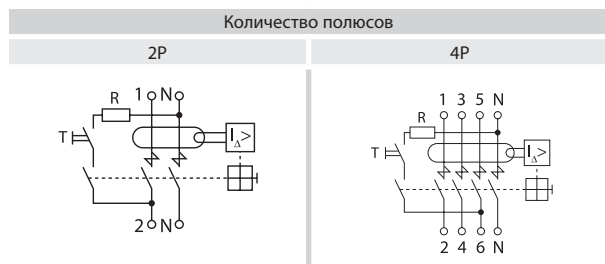 Количество полюсов
2P 4P
1 N
R
T
I Δ >
2 N
1 3 5 N
R
T
I Δ >
2 4 6 N